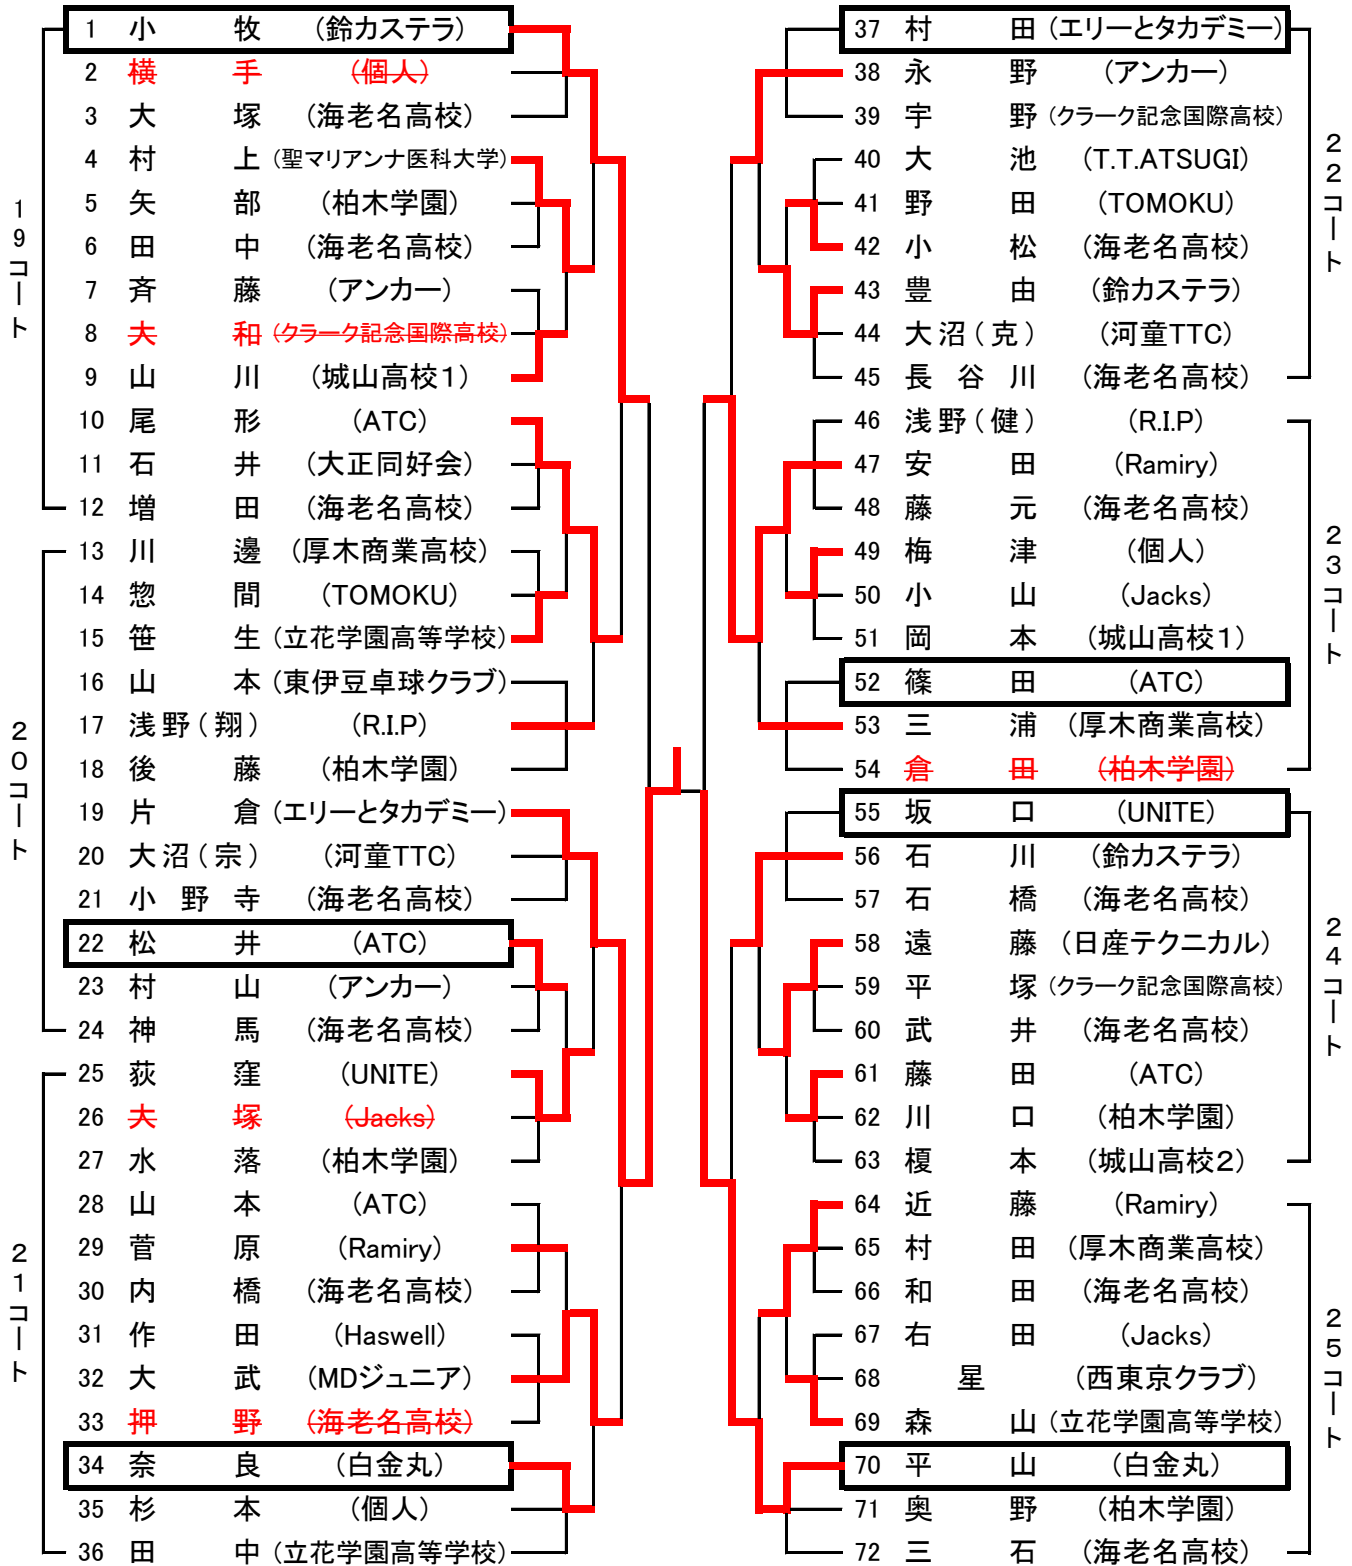 1 小 牧 (鈴カステラ)
2 横 手 (個人)
3 大 塚 (海老名高校)
4 村 上 (聖マリアンナ医科大学)
5 矢 部 (柏木学園)
6 田 中 (海老名高校)
7 斉 藤 (アンカー)
8 大 和 (クラーク記念国際高校)
9 山 川 (城山高校1)
10 尾 形 (ATC)
11 石 井 (大正同好会)
12 増 田 (海老名高校)
19コート
13 川 邊 (厚木商業高校)
14 惣 間 (TOMOKU)
15 笹 生 (立花学園高等学校)
16 山 本 (東伊豆卓球クラブ)
17 浅野(翔) (R.I.P)
18 後 藤 (柏木学園)
19 片 倉 (エリーとタカデミー)
20 大沼(宗) (河童TTC)
21 小 野 寺 (海老名高校)
22 松 井 (ATC)
23 村 山 (アンカー)
24 神 馬 (海老名高校)
20コート
25 荻 窪 (UNITE)
26 大 塚 (Jacks)
27 水 落 (柏木学園)
28 山 本 (ATC)
29 菅 原 (Ramiry)
30 内 橋 (海老名高校)
31 作 田 (Haswell)
32 大 武 (MDジュニア)
33 押 野 (海老名高校)
34 奈 良 (白金丸)
35 杉 本 (個人)
36 田 中 (立花学園高等学校)
21コート
37 村 田 (エリーとタカデミー)
38 永 野 (アンカー)
39 宇 野 (クラーク記念国際高校)
40 大 池 (T.T.ATSUGI)
41 野 田 (TOMOKU)
42 小 松 (海老名高校)
43 豊 由 (鈴カステラ)
44 大沼(克) (河童TTC)
45 長 谷 川 (海老名高校)
22コート
46 浅野(健) (R.I.P)
47 安 田 (Ramiry)
48 藤 元 (海老名高校)
49 梅 津 (個人)
50 小 山 (Jacks)
51 岡 本 (城山高校1)
52 篠 田 (ATC)
53 三 浦 (厚木商業高校)
54 倉 田 (柏木学園)
23コート
55 坂 口 (UNITE)
56 石 川 (鈴カステラ)
57 石 橋 (海老名高校)
58 遠 藤 (日産テクニカル)
59 平 塚 (クラーク記念国際高校)
60 武 井 (海老名高校)
61 藤 田 (ATC)
62 川 口 (柏木学園)
63 榎 本 (城山高校2)
24コート
64 近 藤 (Ramiry)
65 村 田 (厚木商業高校)
66 和 田 (海老名高校)
67 右 田 (Jacks)
68 星 (西東京クラブ)
69 森 山 (立花学園高等学校)
70 平 山 (白金丸)
71 奥 野 (柏木学園)
72 三 石 (海老名高校)
25コート